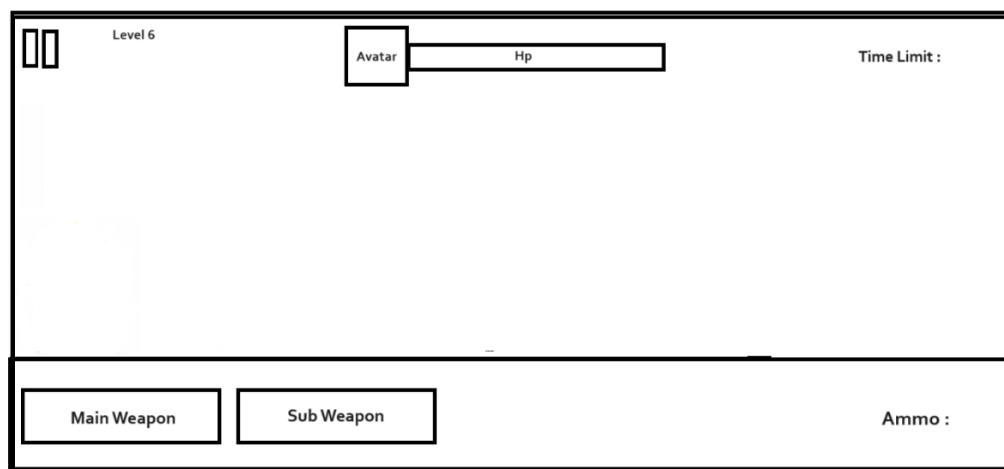 Level 6
Avatar
Hp
Time Limit :
Main Weapon
Sub Weapon
Ammo :